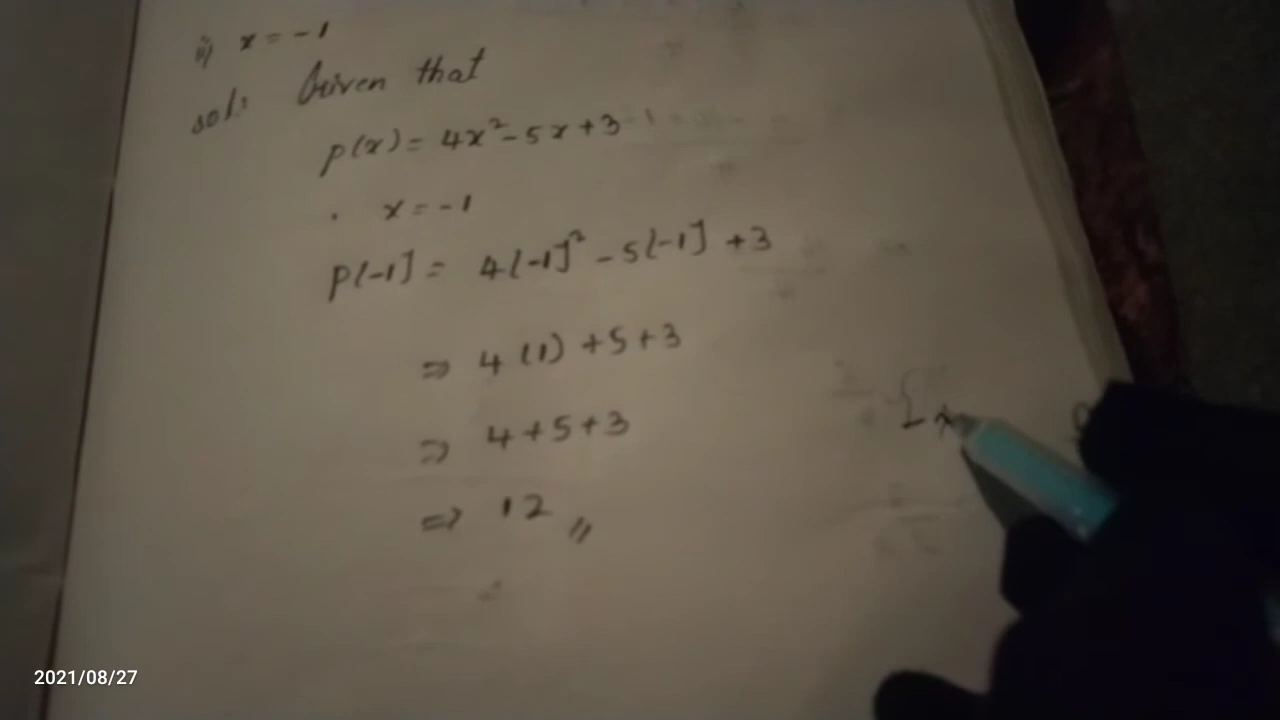 ii) x = -1
sol: Given that
p(x) = 4x² - 5x + 3
. x = -1
p(-1] = 4(-1]² - 5(-1] + 3
⇒ 4 (1) + 5 + 3
⇒ 4 + 5 + 3
⇒ 12 //
2021/08/27